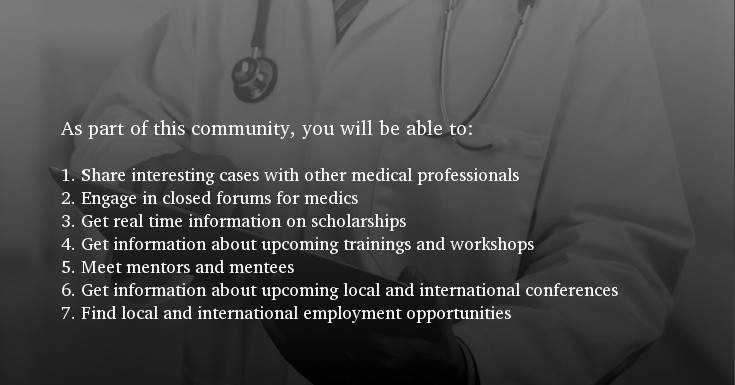 As part of this community, you will be able to:
1. Share interesting cases with other medical professionals
2. Engage in closed forums for medics
3. Get real time information on scholarships
4. Get information about upcoming trainings and workshops
5. Meet mentors and mentees
6. Get information about upcoming local and international conferences
7. Find local and international employment opportunities